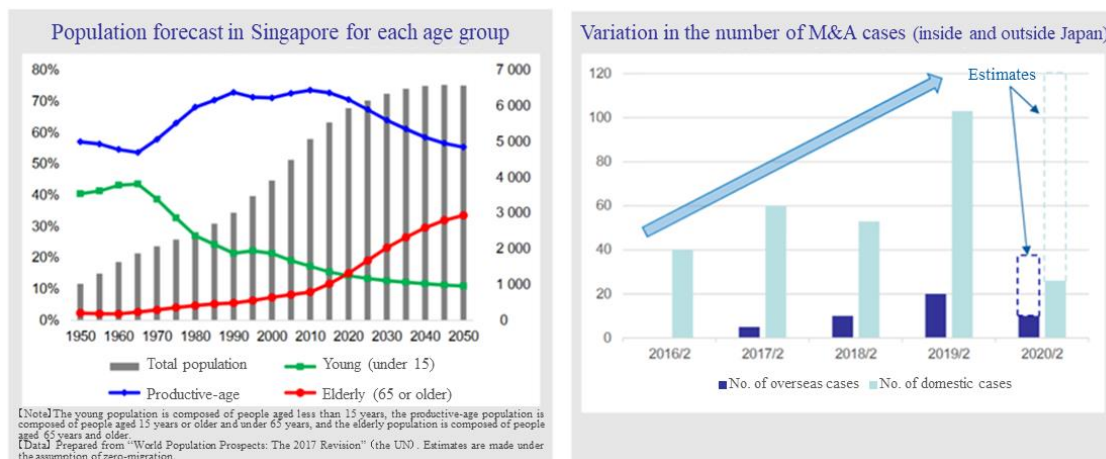 Population forecast in Singapore for each age group
80%
70%
60%
50%
40%
30%
20%
10%
0%
7 000
6 000
5 000
4 000
3 000
2 000
1 000
0
1950 1960 1970 1980 1990 2000 2010 2020 2030 2040 2050
Total population
Young (under 15)
Productive-age
Elderly (65 or older)
【Note】The young population is composed of people aged less than 15 years, the productive-age population is
composed of people aged 15 years or older and under 65 years, and the elderly population is composed of people
aged 65 years and older.
【Data】Prepared from “World Population Prospects: The 2017 Revision” (the UN). Estimates are made under
the assumption of zero-migration.
Variation in the number of M&A cases (inside and outside Japan)
Estimates
120
100
80
60
40
20
0
2016/2 2017/2 2018/2 2019/2 2020/2
No. of overseas cases
No. of domestic cases